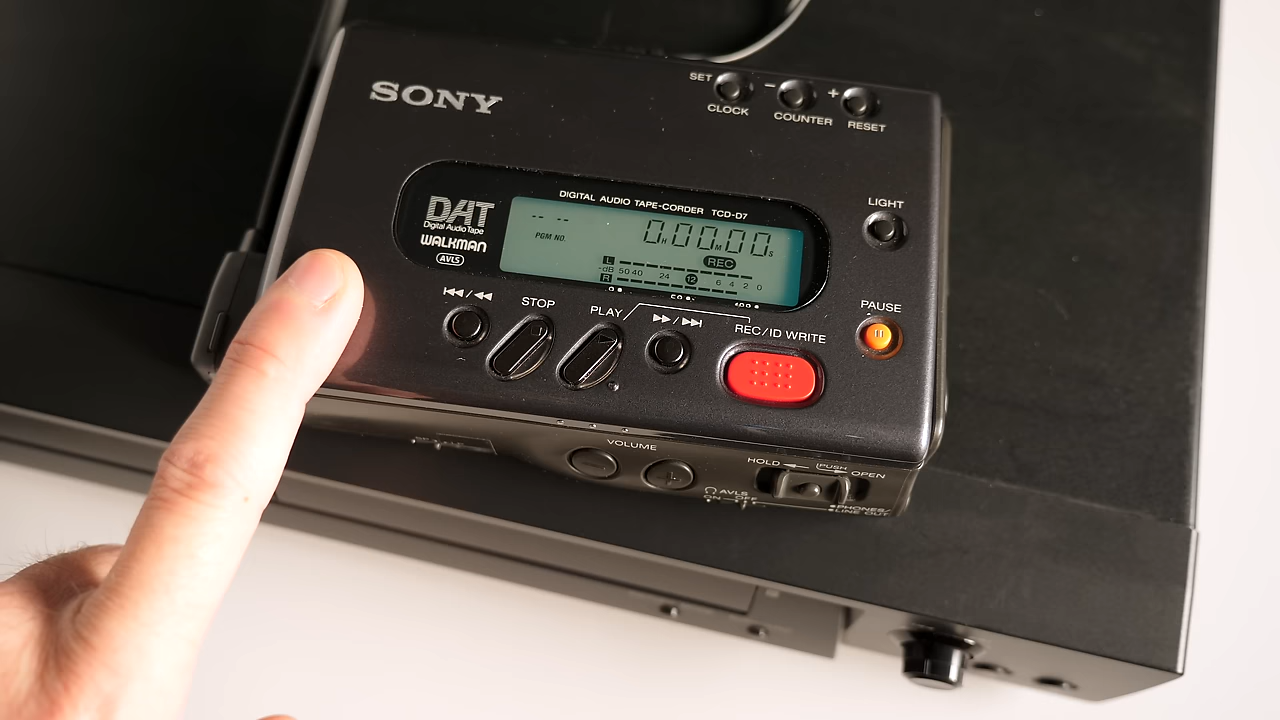 SONY
SET - +
CLOCK COUNTER RESET
DIGITAL AUDIO TAPE-CORDER TCD-D7
DAT
Digital Audio Tape
WALKMAN
AVLS
-- --
PGM NO.
0H00M00S
REC
L
-dB 50 40 24 12 6 4 2 0
R
LIGHT
STOP
PLAY
REC/ID WRITE
PAUSE
VOLUME
- +
HOLD PUSH OPEN
AVLS
ON OFF
PHONES/
LINE OUT